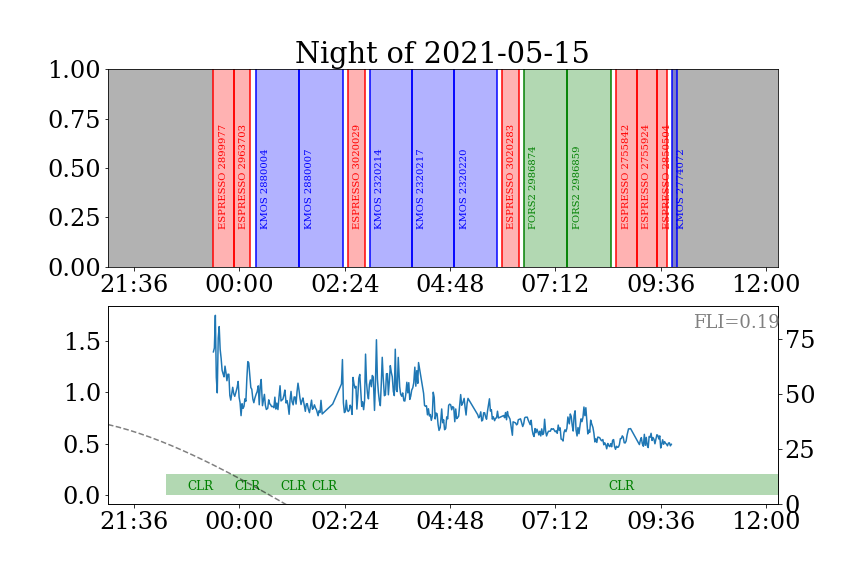 Night of 2021-05-15
1.00
0.75
0.50
0.25
0.00
ESPRESSO 2899977
ESPRESSO 2963703
KMOS 2880004
KMOS 2880007
ESPRESSO 3020029
KMOS 2320214
KMOS 2320217
KMOS 2320220
ESPRESSO 3020283
FORS2 2986874
FORS2 2986859
ESPRESSO 2755842
ESPRESSO 2755924
ESPRESSO 2850504
KMOS 2774072
21:36 00:00 02:24 04:48 07:12 09:36 12:00
FLI=0.19
1.5
1.0
0.5
0.0
75
50
25
0
CLR CLR CLR CLR CLR
21:36 00:00 02:24 04:48 07:12 09:36 12:00